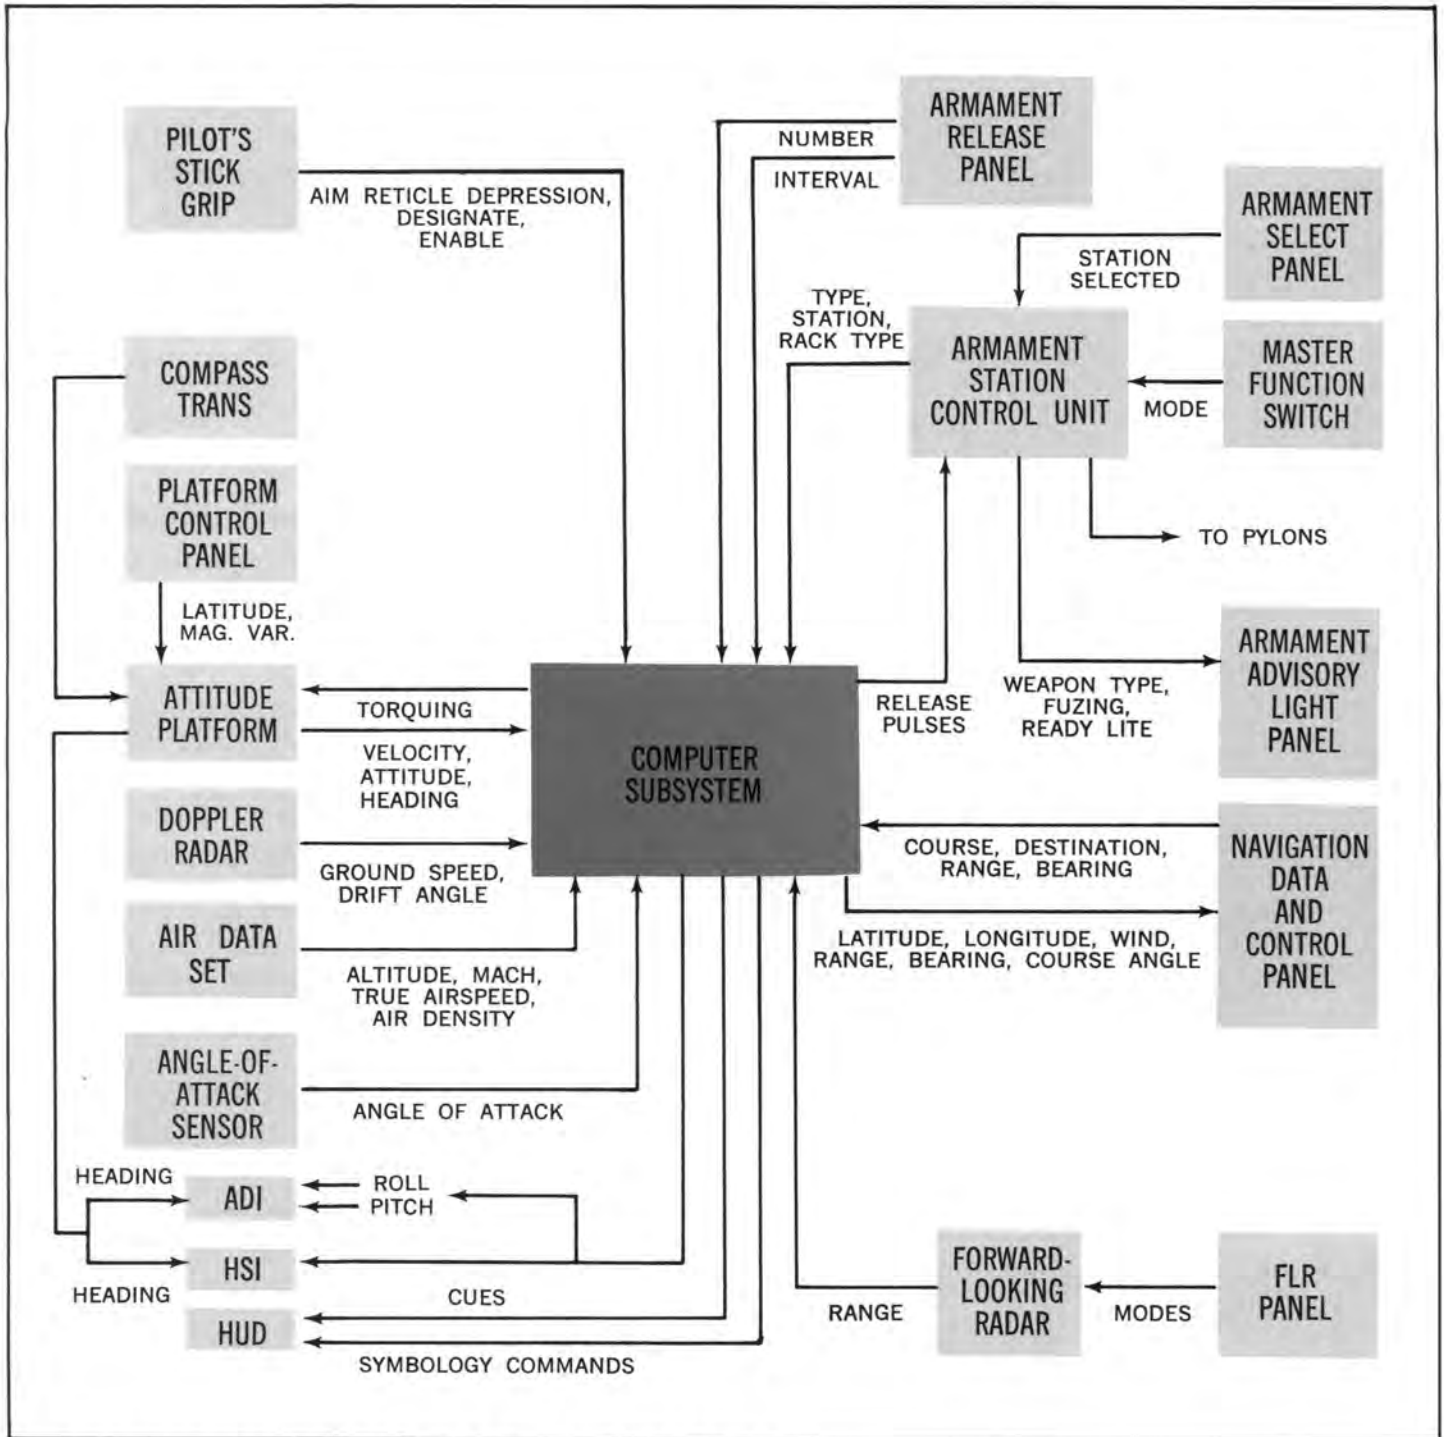 PILOT'S
STICK
GRIP
AIM RETICLE DEPRESSION,
DESIGNATE,
ENABLE
NUMBER
INTERVAL
ARMAMENT
RELEASE
PANEL
ARMAMENT
SELECT
PANEL
STATION
SELECTED
TYPE,
STATION,
RACK TYPE
ARMAMENT
STATION
CONTROL UNIT
MODE
MASTER
FUNCTION
SWITCH
COMPASS
TRANS
PLATFORM
CONTROL
PANEL
LATITUDE,
MAG. VAR.
TO PYLONS
ATTITUDE
PLATFORM
TORQUING
VELOCITY,
ATTITUDE,
HEADING
COMPUTER
SUBSYSTEM
RELEASE
PULSES
WEAPON TYPE,
FUZING,
READY LITE
ARMAMENT
ADVISORY
LIGHT
PANEL
DOPPLER
RADAR
GROUND SPEED,
DRIFT ANGLE
COURSE, DESTINATION,
RANGE, BEARING
LATITUDE, LONGITUDE, WIND,
RANGE, BEARING, COURSE ANGLE
NAVIGATION
DATA
AND
CONTROL
PANEL
AIR DATA
SET
ALTITUDE, MACH,
TRUE AIRSPEED,
AIR DENSITY
ANGLE-OF-
ATTACK
SENSOR
ANGLE OF ATTACK
HEADING
ADI
ROLL
PITCH
HSI
HEADING
CUES
HUD
SYMBOLOGY COMMANDS
RANGE
FORWARD-
LOOKING
RADAR
MODES
FLR
PANEL